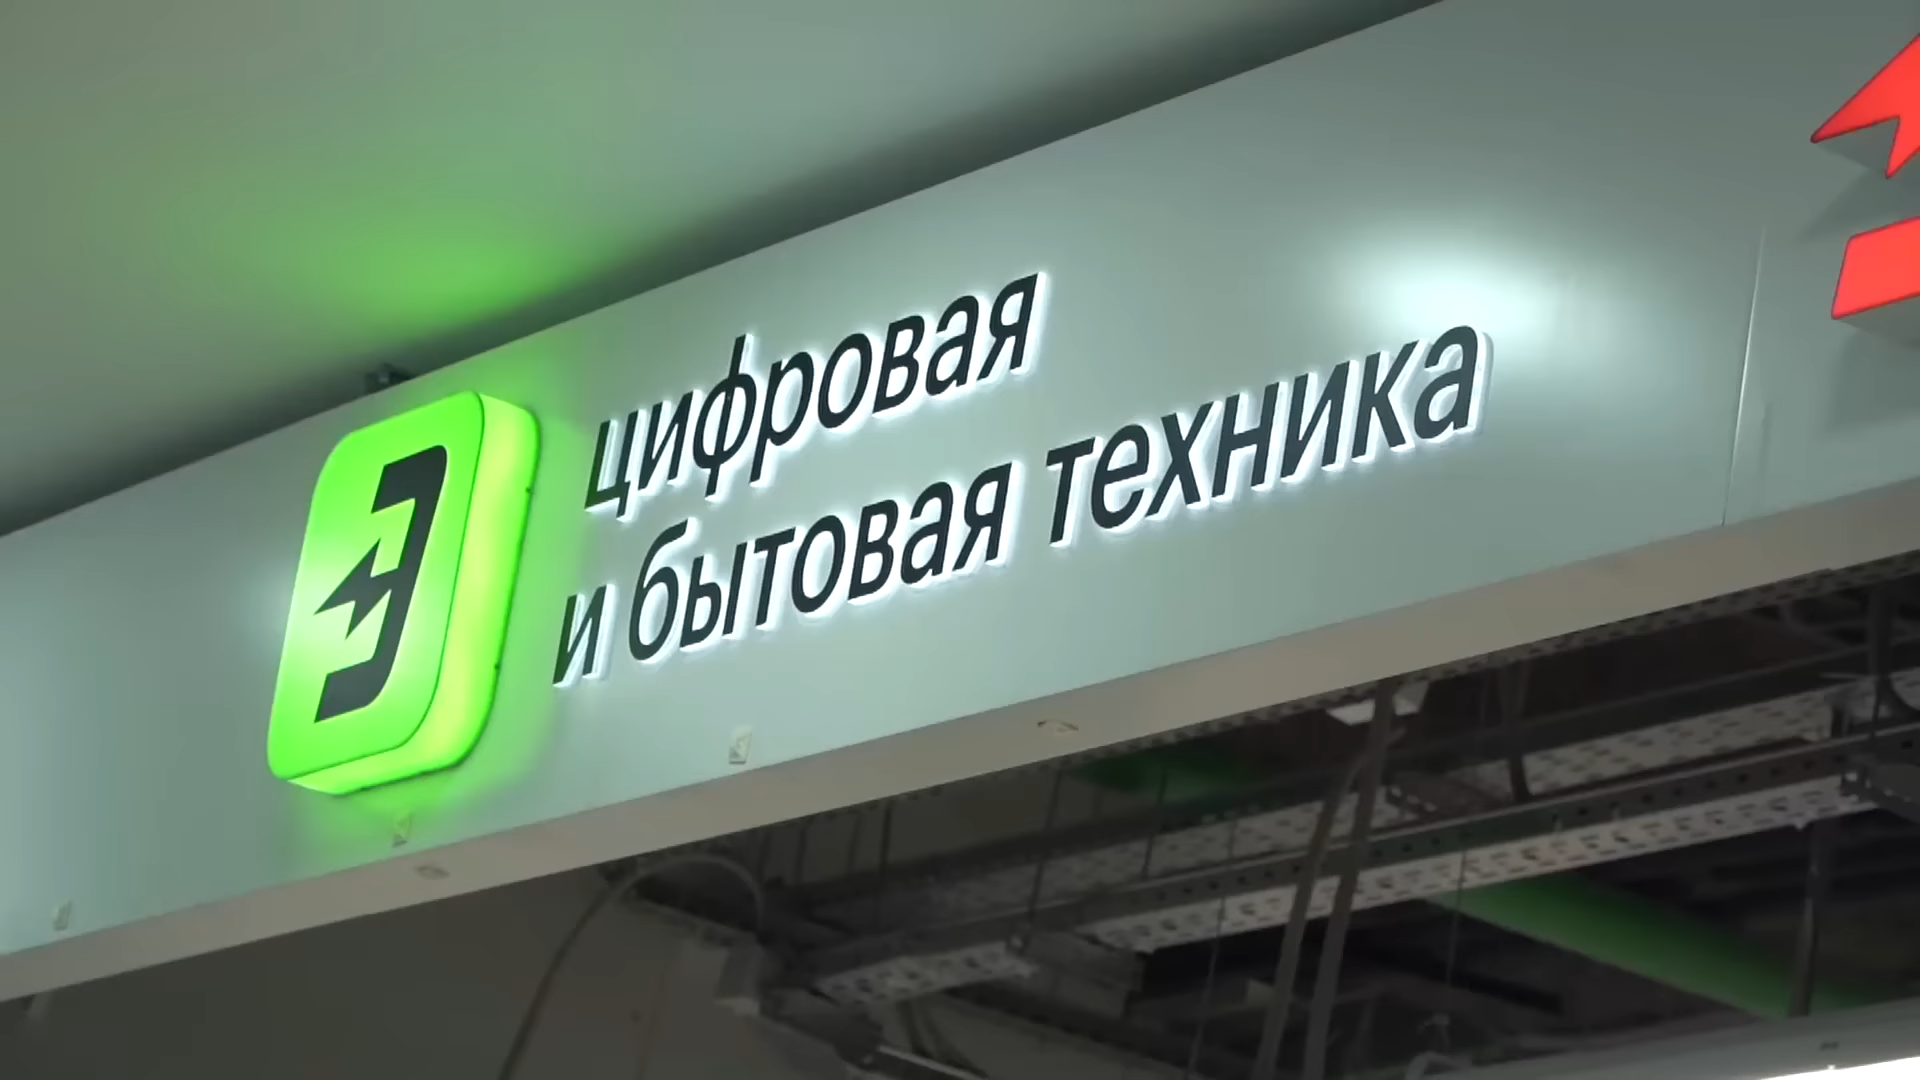 цифровая
и бытовая техника